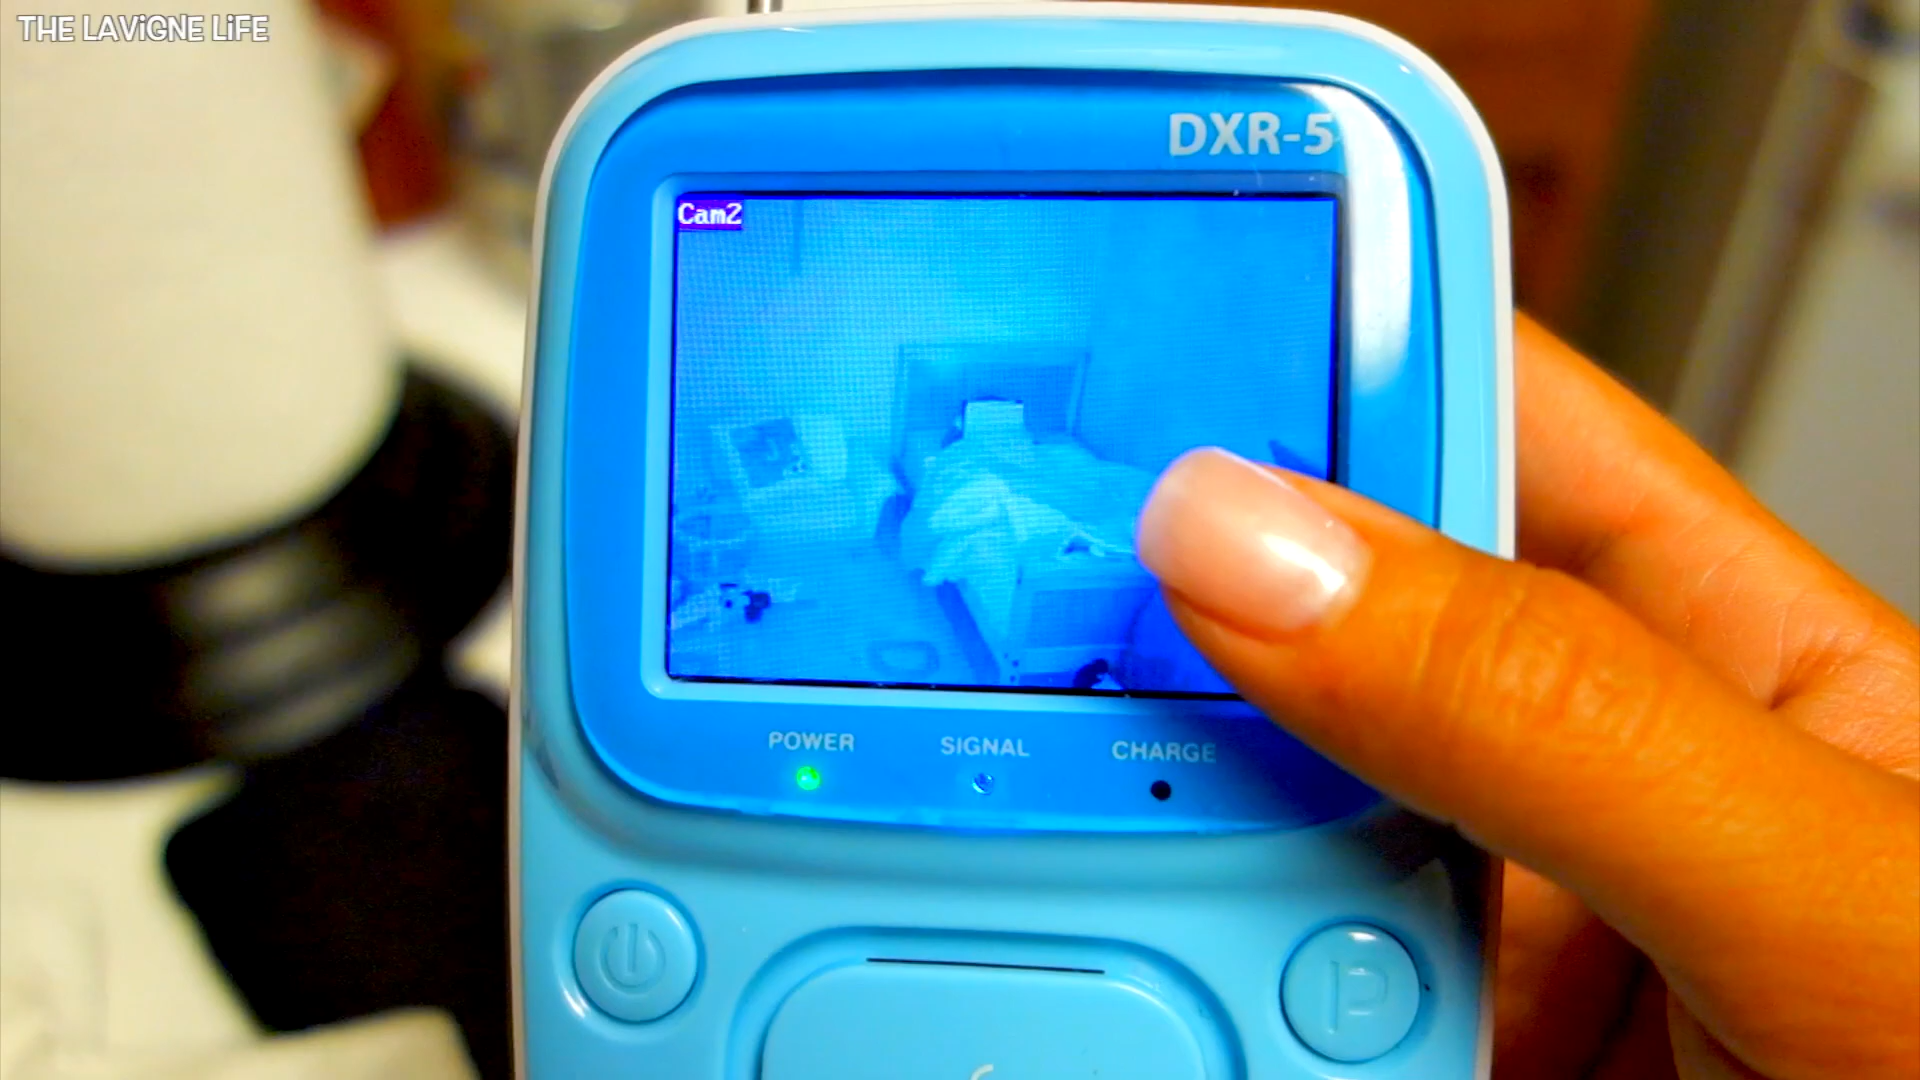 THE LAViGNE LiFE
DXR-5
Cam2
POWER
SIGNAL
CHARGE
P